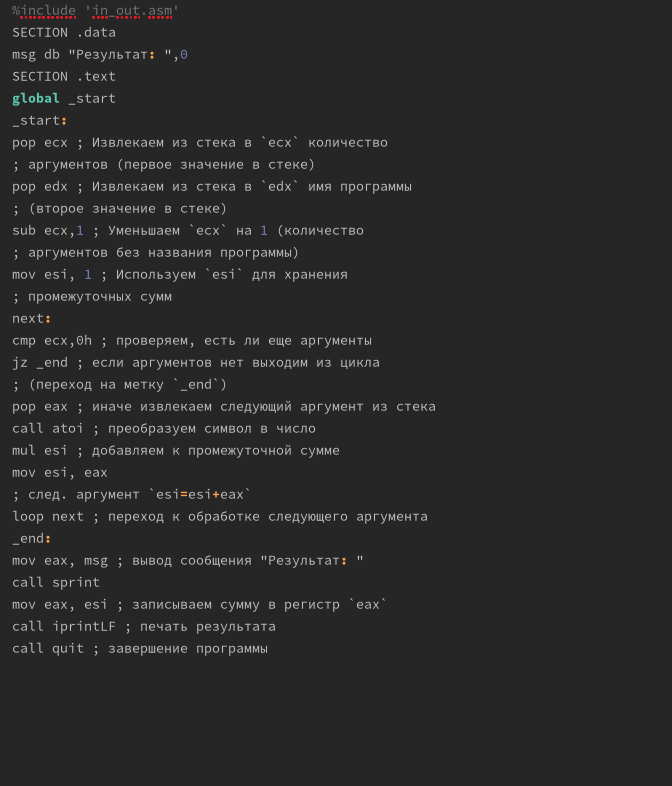 %include 'in_out.asm'
SECTION .data
msg db "Результат: ",0
SECTION .text
global _start
_start:
pop ecx ; Извлекаем из стека в `ecx` количество
; аргументов (первое значение в стеке)
pop edx ; Извлекаем из стека в `edx` имя программы
; (второе значение в стеке)
sub ecx,1 ; Уменьшаем `ecx` на 1 (количество
; аргументов без названия программы)
mov esi, 1 ; Используем `esi` для хранения
; промежуточных сумм
next:
cmp ecx,0h ; проверяем, есть ли еще аргументы
jz _end ; если аргументов нет выходим из цикла
; (переход на метку `_end`)
pop eax ; иначе извлекаем следующий аргумент из стека
call atoi ; преобразуем символ в число
mul esi ; добавляем к промежуточной сумме
mov esi, eax
; след. аргумент `esi=esi+eax`
loop next ; переход к обработке следующего аргумента
_end:
mov eax, msg ; вывод сообщения "Результат: "
call sprint
mov eax, esi ; записываем сумму в регистр `eax`
call iprintLF ; печать результата
call quit ; завершение программы